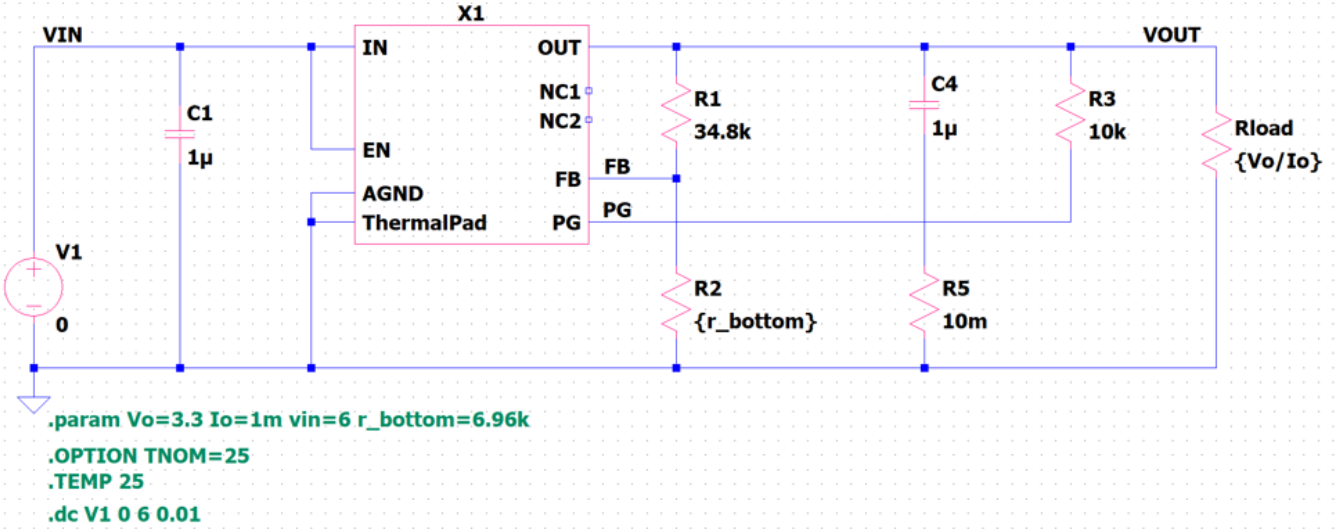 X1
VIN
VOUT
IN
OUT
C4
NC1
R1
R3
C1
NC2
34.8k
1µ
10k
Rload
1µ
EN
{Vo/Io}
FB
FB
AGND
PG
ThermalPad
PG
V1
R2
R5
0
{r_bottom}
10m
.param Vo=3.3 Io=1m vin=6 r_bottom=6.96k
.OPTION TNOM=25
.TEMP 25
.dc V1 0 6 0.01